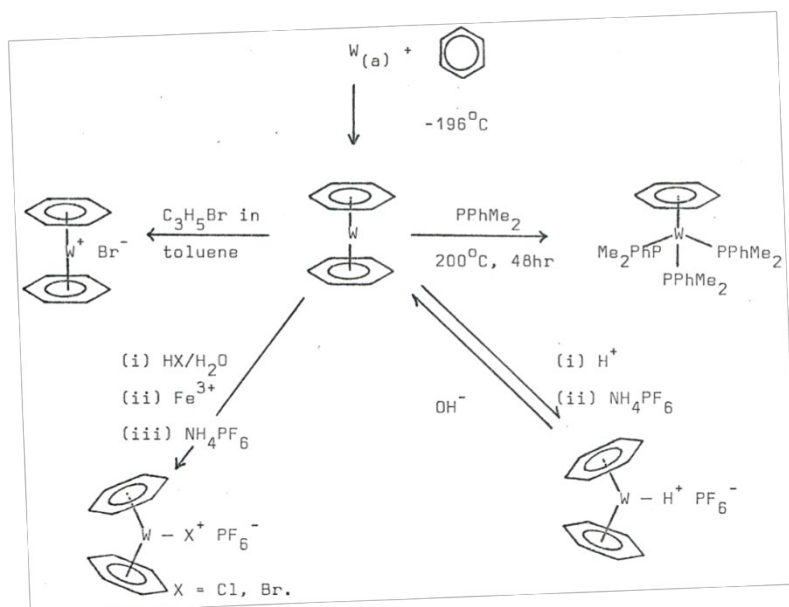 W(a) +
-196°C
C3H5Br in
toluene
W+ Br-
W
PPhMe2
200°C, 48hr
W
Me2PhP
PPhMe2
PPhMe2
(i) HX/H2O
(ii) Fe3+
(iii) NH4PF6
OH-
(i) H+
(ii) NH4PF6
W - X+ PF6-
X = Cl, Br.
W - H+ PF6-